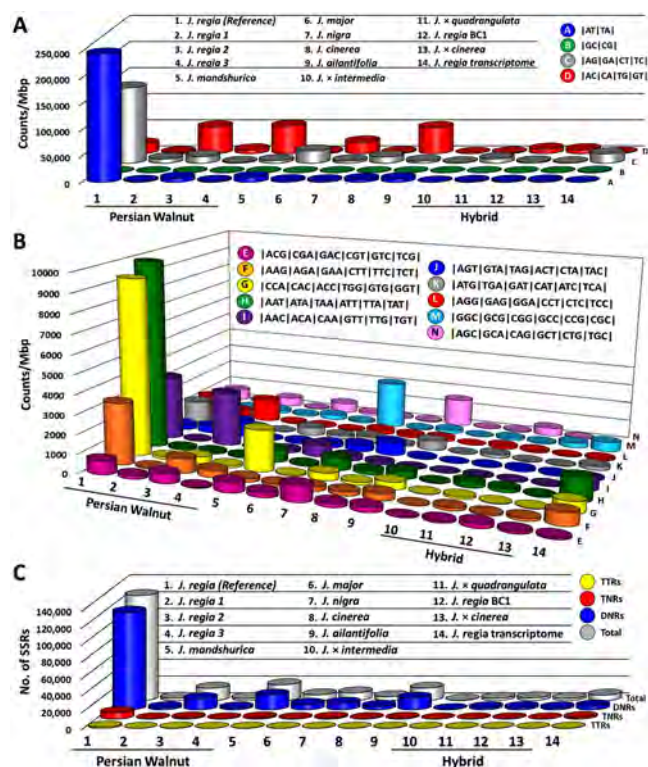 A
1. J. regia (Reference) 6. J. major 11. J. × quadrangulata
2. J. regia 1 7. J. nigra 12. J. regia BC1
3. J. regia 2 8. J. cinerea 13. J. × cinerea
4. J. regia 3 9. J. ailantifolia 14. J. regia transcriptome
5. J. mandshurica 10. J. × intermedia
A |AT|TA|
B |GC|CG|
C |AG|GA|CT|TC|
D |AC|CA|TG|GT|
Counts/Mbp
250,000
200,000
150,000
100,000
50,000
0
C
B
A
1 2 3 4 5 6 7 8 9 10 11 12 13 14
Persian Walnut Hybrid
B
E |ACG|CGA|GAC|CGT|GTC|TCG|
F |AAG|AGA|GAA|CTT|TTC|TCT|
G |CCA|CAC|ACC|TGG|GTG|GGT|
H |AAT|ATA|TAA|ATT|TTA|TAT|
I |AAC|ACA|CAA|GTT|TTG|TGT|
J |AGT|GTA|TAG|ACT|CTA|TAC|
K |ATG|TGA|GAT|CAT|ATC|TCA|
L |AGG|GAG|GGA|CCT|CTC|TCC|
M |GGC|GCG|CGG|GCC|CCG|CGC|
N |AGC|GCA|CAG|GCT|CTG|TGC|
Counts/Mbp
10000
9000
8000
7000
6000
5000
4000
3000
2000
1000
0
N
M
L
K
J
I
H
G
F
E
1 2 3 4 5 6 7 8 9 10 11 12 13 14
Persian Walnut Hybrid
C
1. J. regia (Reference) 6. J. major 11. J. × quadrangulata
2. J. regia 1 7. J. nigra 12. J. regia BC1
3. J. regia 2 8. J. cinerea 13. J. × cinerea
4. J. regia 3 9. J. ailantifolia 14. J. regia transcriptome
5. J. mandshurica 10. J. × intermedia
TTRs
TNRs
DNRs
Total
No. of SSRs
140,000
120,000
100,000
80,000
60,000
40,000
20,000
0
Total
DNRs
TNRs
TTRs
1 2 3 4 5 6 7 8 9 10 11 12 13 14
Persian Walnut Hybrid